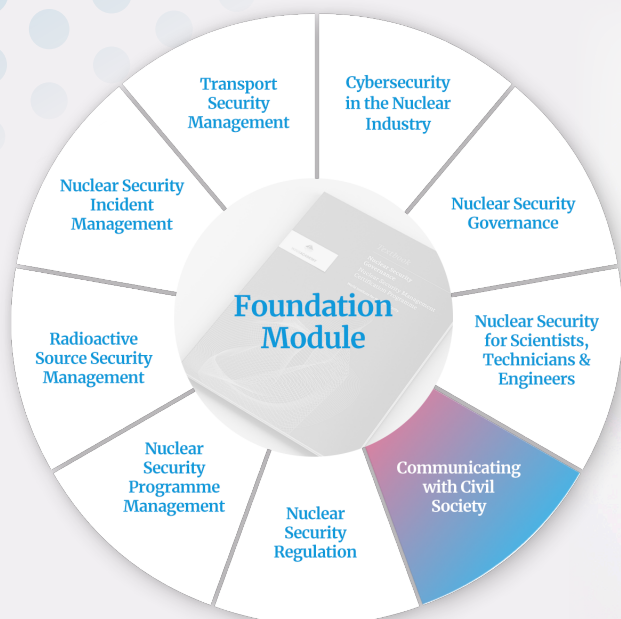 Transport
Security
Management
Cybersecurity
in the Nuclear
Industry
Nuclear Security
Incident
Management
Nuclear Security
Governance
Foundation
Module
Radioactive
Source Security
Management
Nuclear Security
for Scientists,
Technicians &
Engineers
Nuclear
Security
Programme
Management
Communicating
with Civil
Society
Nuclear
Security
Regulation